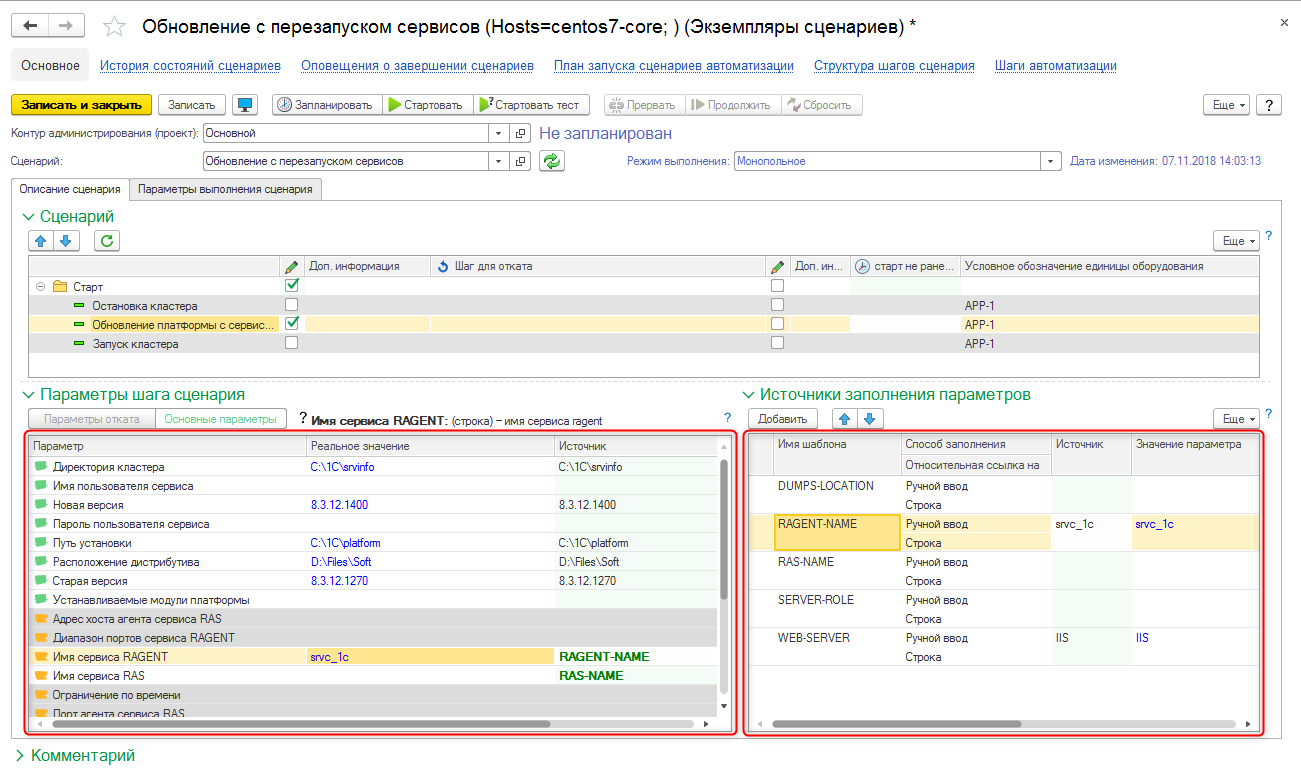 Обновление с перезапуском сервисов (Hosts=centos7-core; ) (Экземпляры сценариев) *
Основное История состояний сценариев Оповещения о завершении сценариев План запуска сценариев автоматизации Структура шагов сценария Шаги автоматизации
Записать и закрыть Записать Запланировать Стартовать Стартовать тест Прервать Продолжить Сбросить Еще ?
Контур администрирования (проект): Основной Не запланирован
Сценарий: Обновление с перезапуском сервисов Режим выполнения: Монопольное Дата изменения: 07.11.2018 14:03:13
Описание сценария Параметры выполнения сценария
Сценарий
Еще ?
Доп. информация Шаг для отката Доп. ин... старт не ране... Условное обозначение единицы оборудования
Старт
Остановка кластера APP-1
Обновление платформы с сервис... APP-1
Запуск кластера APP-1
Параметры шага сценария Источники заполнения параметров
Параметры отката Основные параметры ? Имя сервиса RAGENT: (строка) – имя сервиса ragent ? Добавить Еще ?
Параметр Реальное значение Источник
Имя шаблона Способ заполнения Источник Значение параметра
Относительная ссылка на
Директория кластера C:\1C\srvinfo C:\1C\srvinfo
Имя пользователя сервиса
Новая версия 8.3.12.1400 8.3.12.1400
Пароль пользователя сервиса
Путь установки C:\1C\platform C:\1C\platform
Расположение дистрибутива D:\Files\Soft D:\Files\Soft
Старая версия 8.3.12.1270 8.3.12.1270
Устанавливаемые модули платформы
Адрес хоста агента сервиса RAS
Диапазон портов сервиса RAGENT
Имя сервиса RAGENT srvc_1c RAGENT-NAME
Имя сервиса RAS RAS-NAME
Ограничение по времени
Порт агента сервиса RAS
DUMPS-LOCATION Ручной ввод
Строка
RAGENT-NAME Ручной ввод srvc_1c srvc_1c
Строка
RAS-NAME Ручной ввод
Строка
SERVER-ROLE Ручной ввод
Строка
WEB-SERVER Ручной ввод IIS IIS
Строка
Комментарий